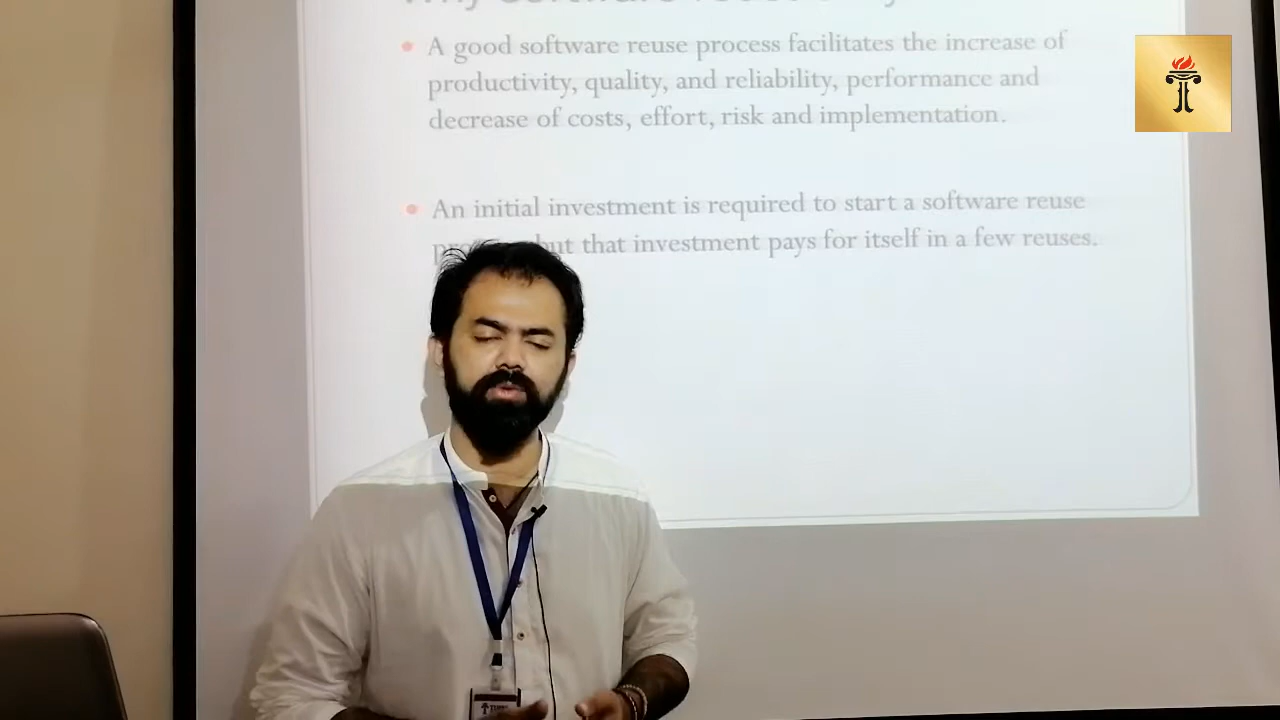 A good software reuse process facilitates the increase of
productivity, quality, and reliability, performance and
decrease of costs, effort, risk and implementation.
An initial investment is required to start a software reuse
but that investment pays for itself in a few reuses.